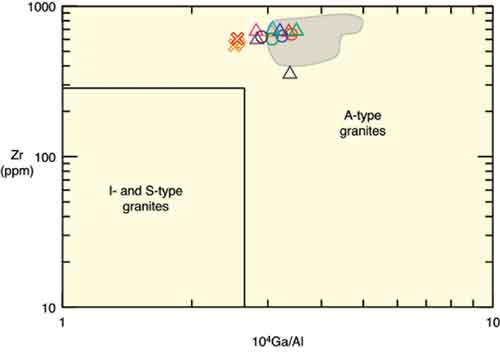 1000
A-type
granites
Zr
(ppm)
100
I- and S-type
granites
10
1
10
10⁴Ga/Al